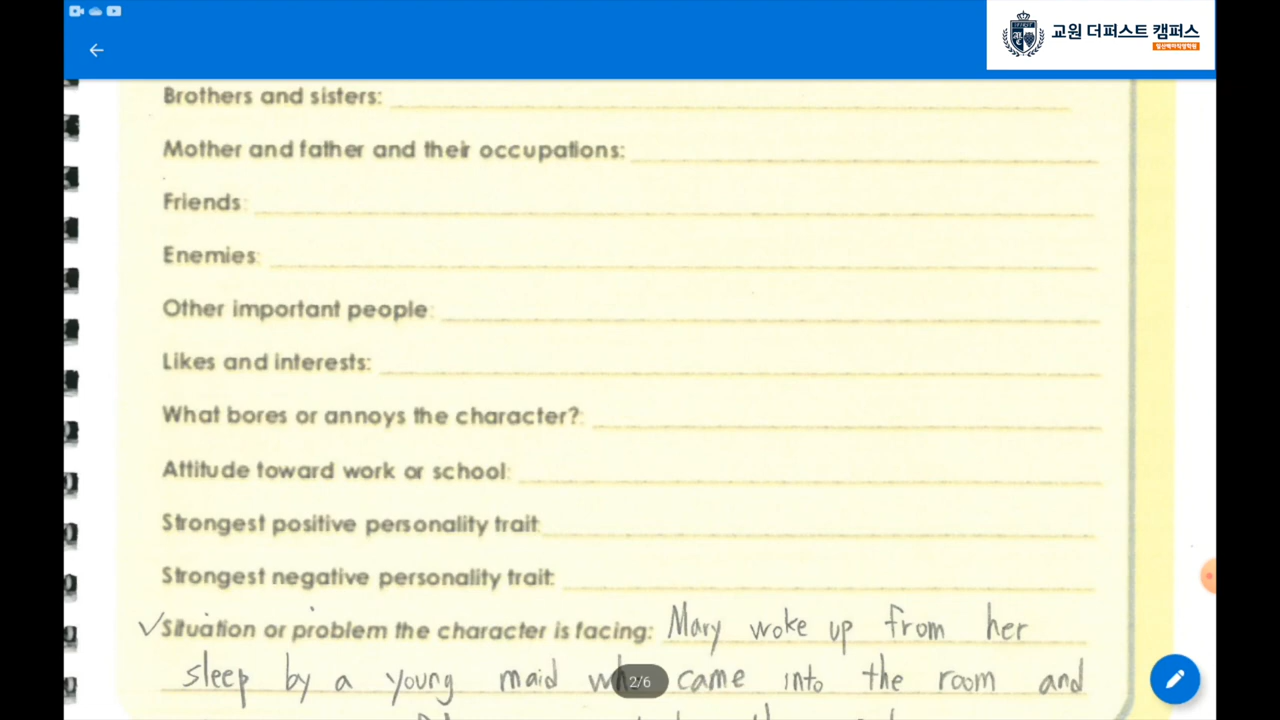 교원 더퍼스트 캠퍼스
Brothers and sisters:
Mother and father and their occupations:
Friends:
Enemies:
Other important people:
Likes and interests:
What bores or annoys the character?:
Attitude toward work or school:
Strongest positive personality trait:
Strongest negative personality trait:
✓Situation or problem the character is facing: Mary woke up from her
sleep by a young maid who came into the room and
2/6